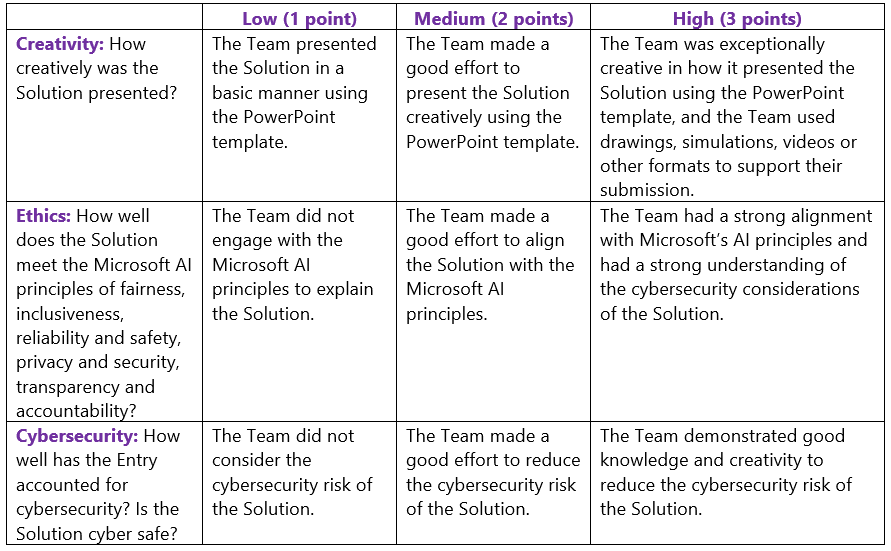 Low (1 point)
Medium (2 points)
High (3 points)
Creativity: How
creatively was the
Solution presented?
The Team presented
the Solution in a
basic manner using
the PowerPoint
template.
The Team made a
good effort to
present the Solution
creatively using the
PowerPoint template.
The Team was exceptionally
creative in how it presented the
Solution using the PowerPoint
template, and the Team used
drawings, simulations, videos or
other formats to support their
submission.
Ethics: How well
does the Solution
meet the Microsoft AI
principles of fairness,
inclusiveness,
reliability and safety,
privacy and security,
transparency and
accountability?
The Team did not
engage with the
Microsoft AI
principles to explain
the Solution.
The Team made a
good effort to align
the Solution with the
Microsoft AI
principles.
The Team had a strong alignment
with Microsoft’s AI principles and
had a strong understanding of
the cybersecurity considerations
of the Solution.
Cybersecurity: How
well has the Entry
accounted for
cybersecurity? Is the
Solution cyber safe?
The Team did not
consider the
cybersecurity risk of
the Solution.
The Team made a
good effort to reduce
the cybersecurity risk
of the Solution.
The Team demonstrated good
knowledge and creativity to
reduce the cybersecurity risk of
the Solution.